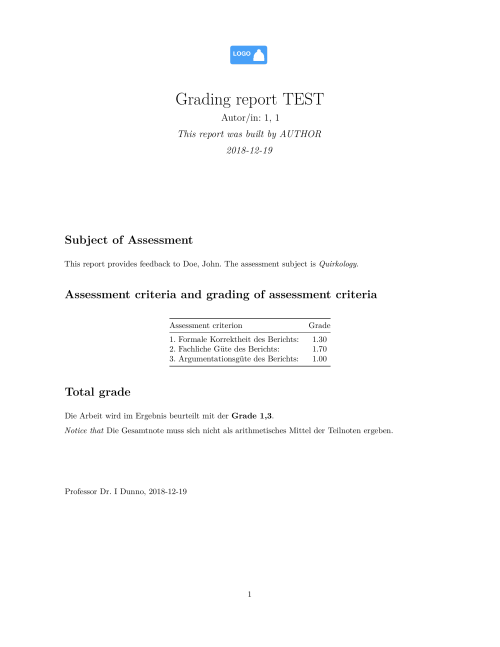 LOGO
Grading report TEST
Autor/in: 1, 1
This report was built by AUTHOR
2018-12-19
Subject of Assessment
This report provides feedback to Doe, John. The assessment subject is Quirkology.
Assessment criteria and grading of assessment criteria
Assessment criterion Grade
1. Formale Korrektheit des Berichts: 1.30
2. Fachliche Güte des Berichts: 1.70
3. Argumentationsgüte des Berichts: 1.00
Total grade
Die Arbeit wird im Ergebnis beurteilt mit der Grade 1,3.
Notice that Die Gesamtnote muss sich nicht als arithmetisches Mittel der Teilnoten ergeben.
Professor Dr. I Dunno, 2018-12-19
1